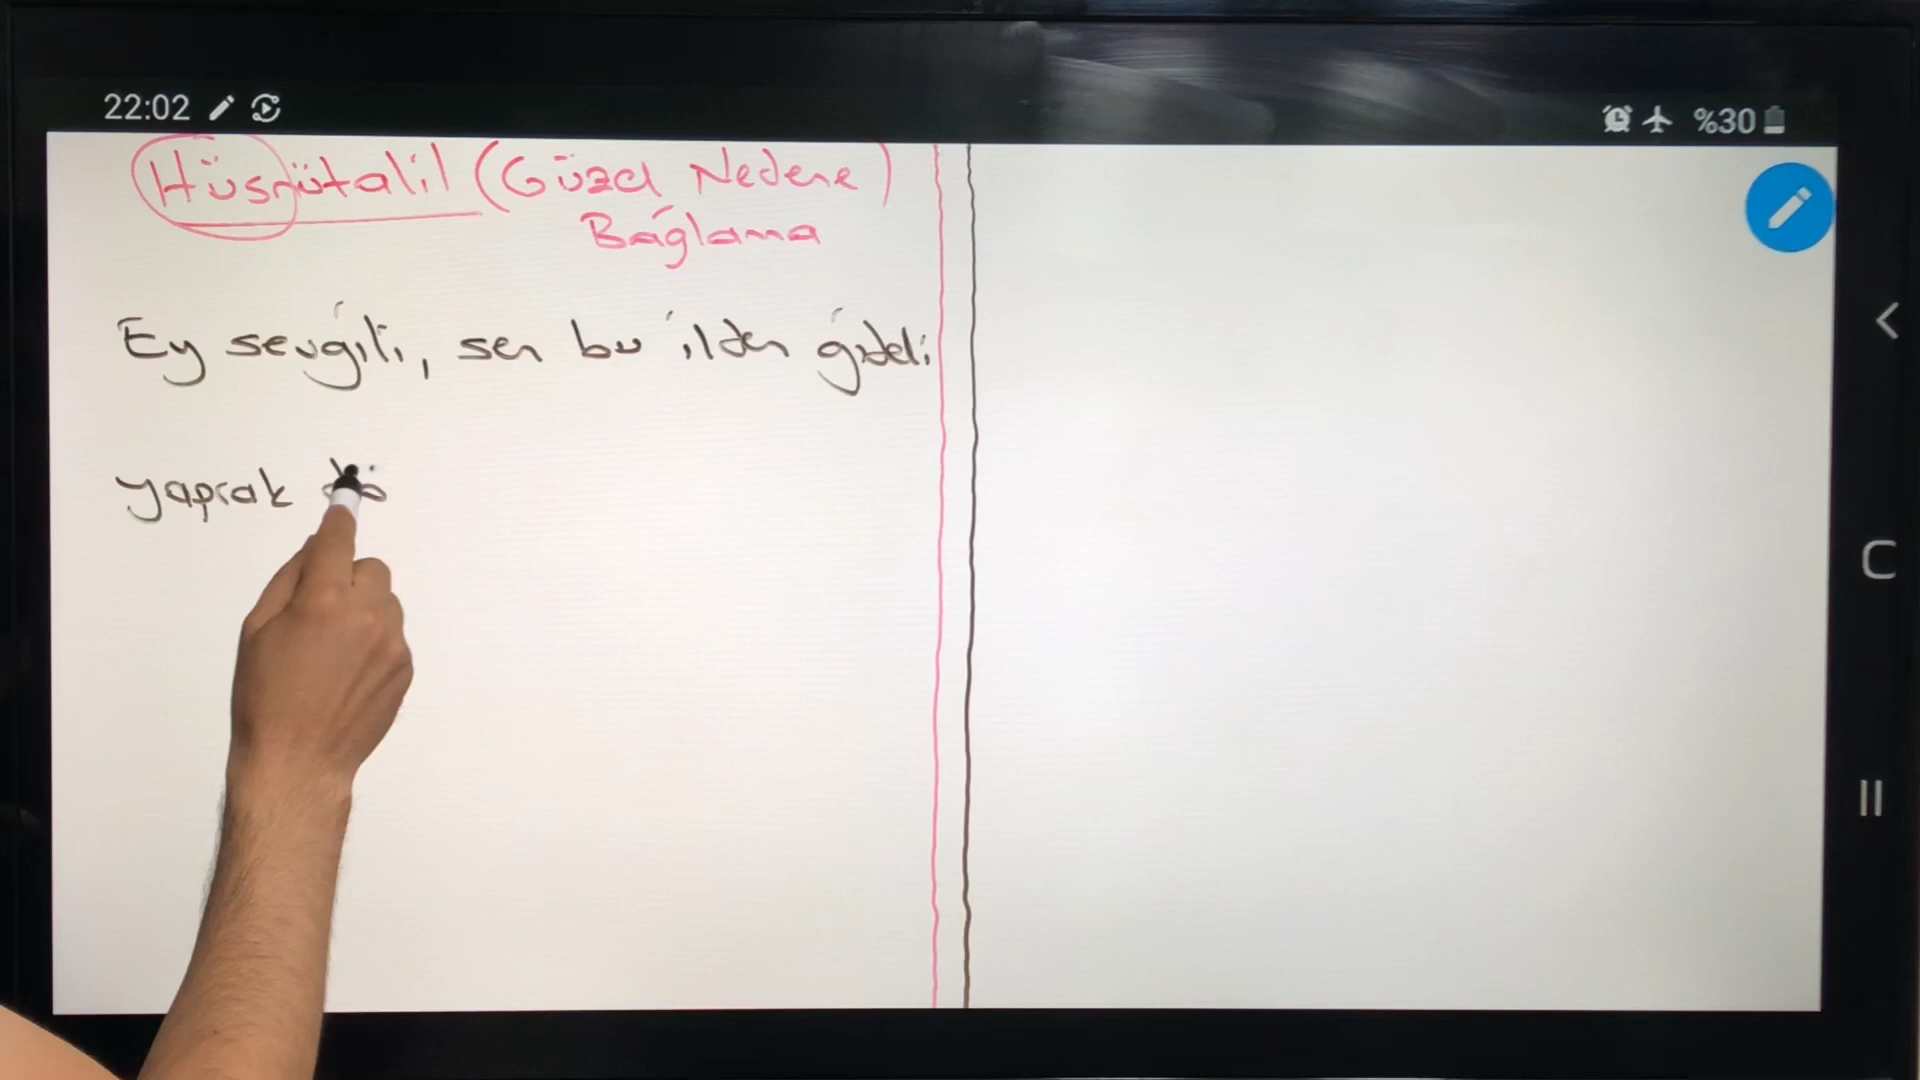 22:02
%30
Hüsnütalil (Güzel Nedene)
Bağlama
Ey sevgili, sen bu ilden gideli
yaprak